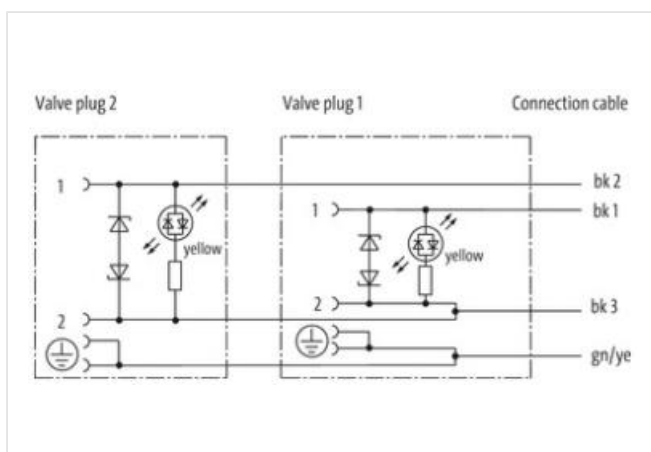 Valve plug 2 Valve plug 1 Connection cable
1 bk 2
1 bk 1
yellow yellow
2 bk 3
2
gn/ye